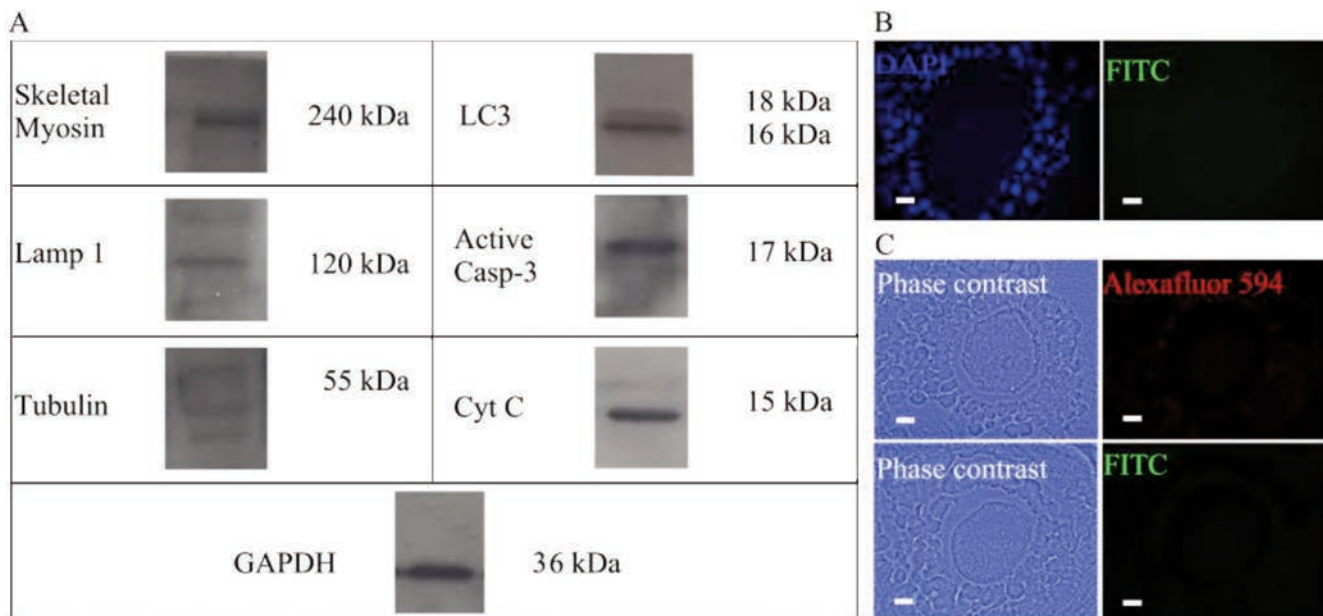 A
Skeletal
Myosin
240 kDa
LC3
18 kDa
16 kDa
Lamp 1
120 kDa
Active
Casp-3
17 kDa
Tubulin
55 kDa
Cyt C
15 kDa
GAPDH
36 kDa
B
DAPI
FITC
C
Phase contrast
Alexafluor 594
Phase contrast
FITC